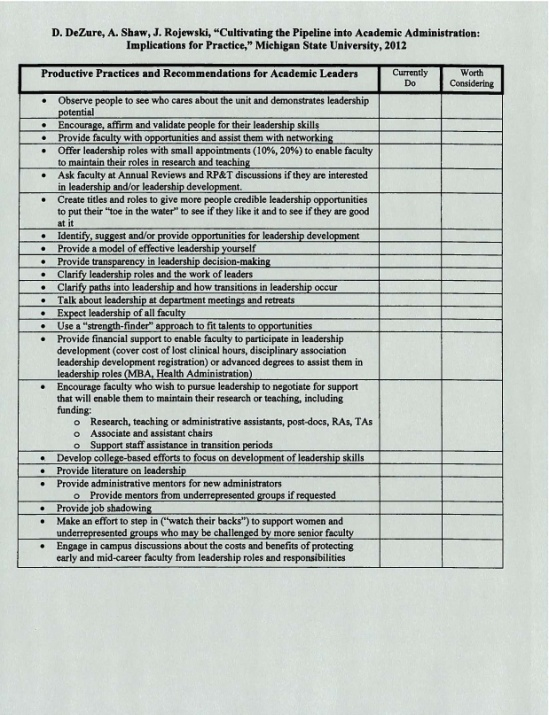 D. DeZure, A. Shaw, J. Rojewski, "Cultivating the Pipeline into Academic Administration:
Implications for Practice," Michigan State University, 2012
Productive Practices and Recommendations for Academic Leaders
Currently
Do
Worth
Considering
• Observe people to see who cares about the unit and demonstrates leadership
potential
• Encourage, affirm and validate people for their leadership skills
• Provide faculty with opportunities and assist them with networking
• Offer leadership roles with small appointments (10%, 20%) to enable faculty
to maintain their roles in research and teaching
• Ask faculty at Annual Reviews and RP&T discussions if they are interested
in leadership and/or leadership development.
• Create titles and roles to give more people credible leadership opportunities
to put their "toe in the water" to see if they like it and to see if they are good
at it
• Identify, suggest and/or provide opportunities for leadership development
• Provide a model of effective leadership yourself
• Provide transparency in leadership decision-making
• Clarify leadership roles and the work of leaders
• Clarify paths into leadership and how transitions in leadership occur
• Talk about leadership at department meetings and retreats
• Expect leadership of all faculty
• Use a "strength-finder" approach to fit talents to opportunities
• Provide financial support to enable faculty to participate in leadership
development (cover cost of lost clinical hours, disciplinary association
leadership development registration) or advanced degrees to assist them in
leadership roles (MBA, Health Administration)
• Encourage faculty who wish to pursue leadership to negotiate for support
that will enable them to maintain their research or teaching, including
funding:
o Research, teaching or administrative assistants, post-docs, RAs, TAs
o Associate and assistant chairs
o Support staff assistance in transition periods
• Develop college-based efforts to focus on development of leadership skills
• Provide literature on leadership
• Provide administrative mentors for new administrators
o Provide mentors from underrepresented groups if requested
• Provide job shadowing
• Make an effort to step in ("watch their backs") to support women and
underrepresented groups who may be challenged by more senior faculty
• Engage in campus discussions about the costs and benefits of protecting
early and mid-career faculty from leadership roles and responsibilities